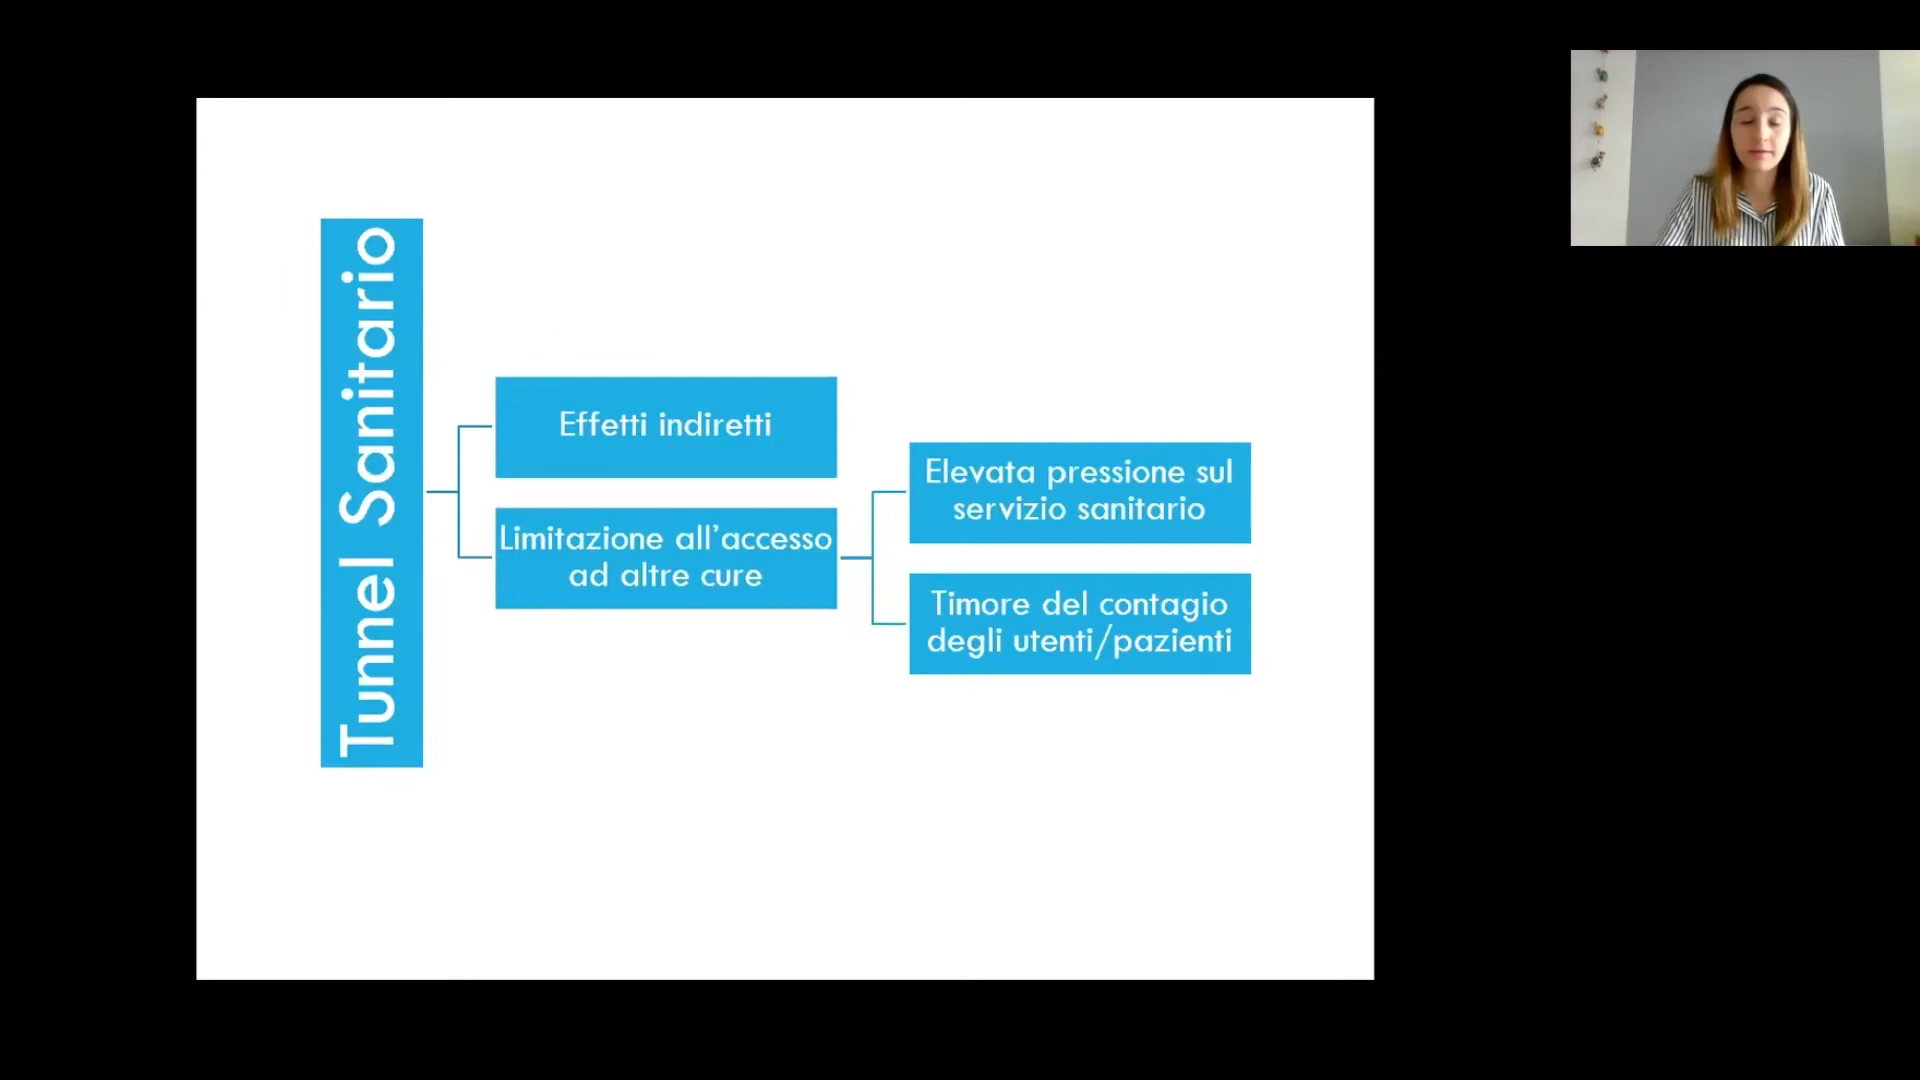 Tunnel Sanitario
Effetti indiretti
Limitazione all’accesso
ad altre cure
Elevata pressione sul
servizio sanitario
Timore del contagio
degli utenti/pazienti